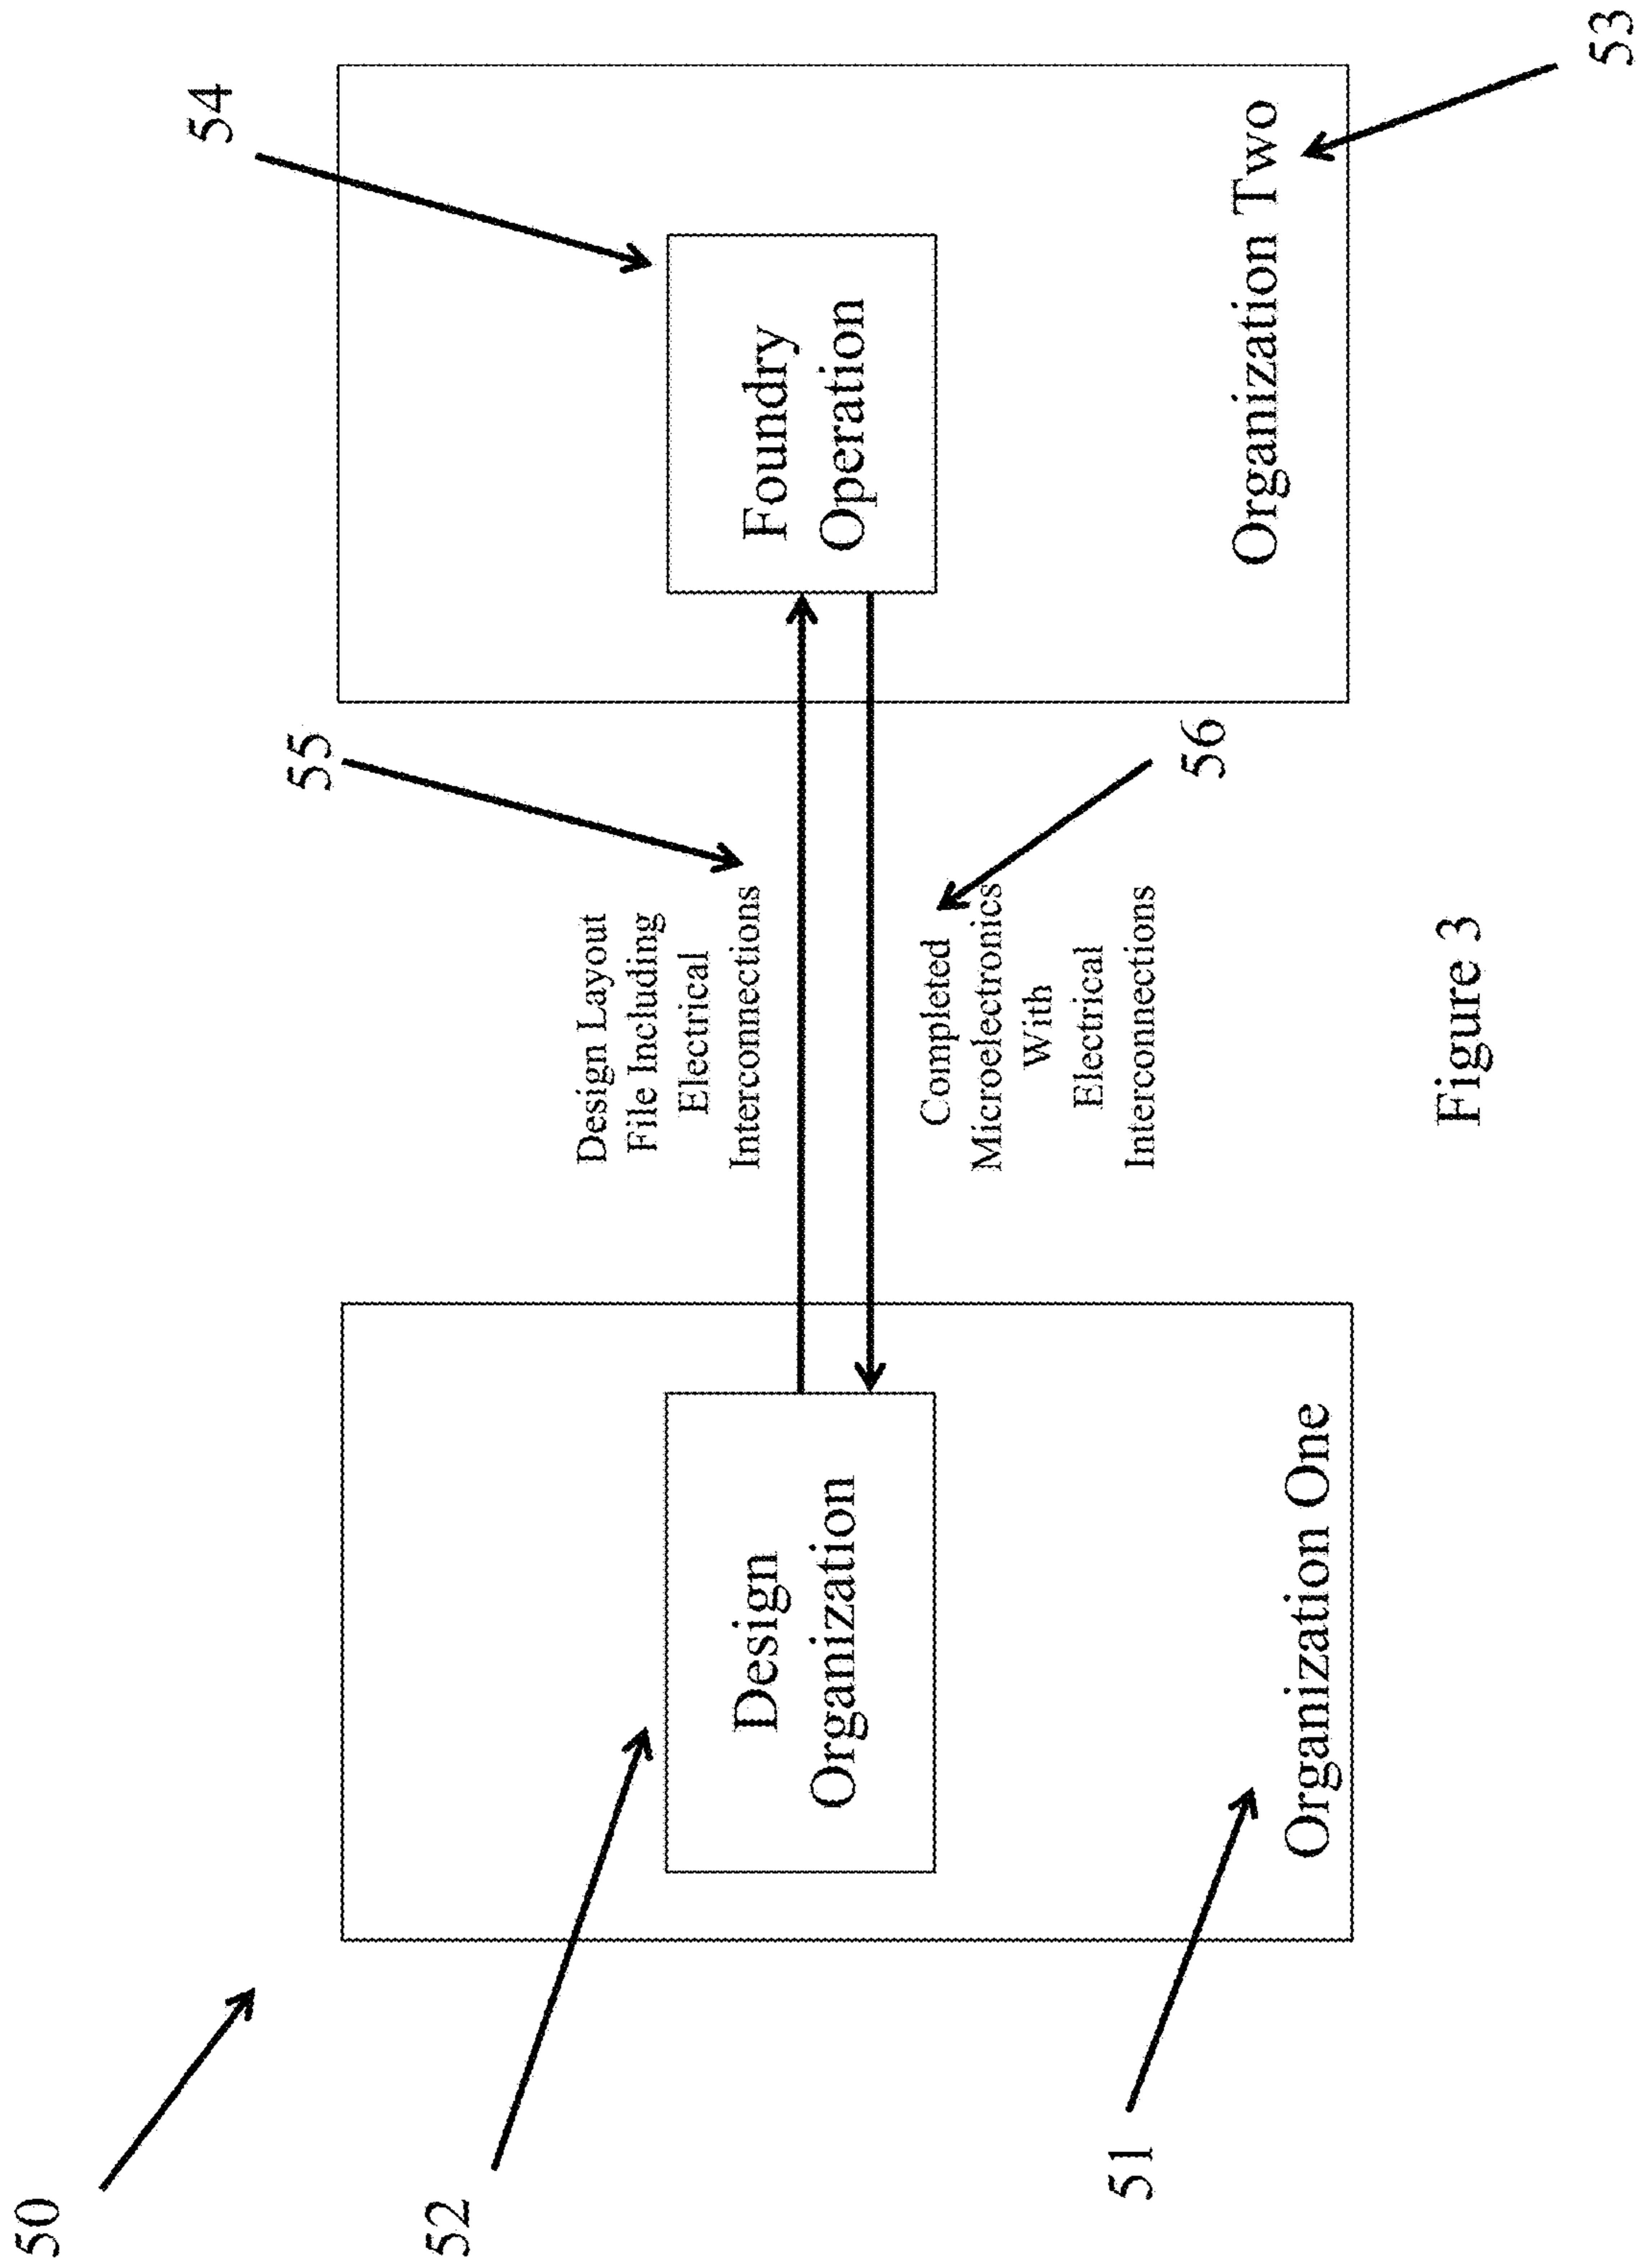 50
52
51
Design
Organization
Organization One
55
Design Layout
File Including
Electrical
Interconnections
Completed
Microelectronics
With
Electrical
Interconnections
56
54
Foundry
Operation
Organization Two
53
Figure 3